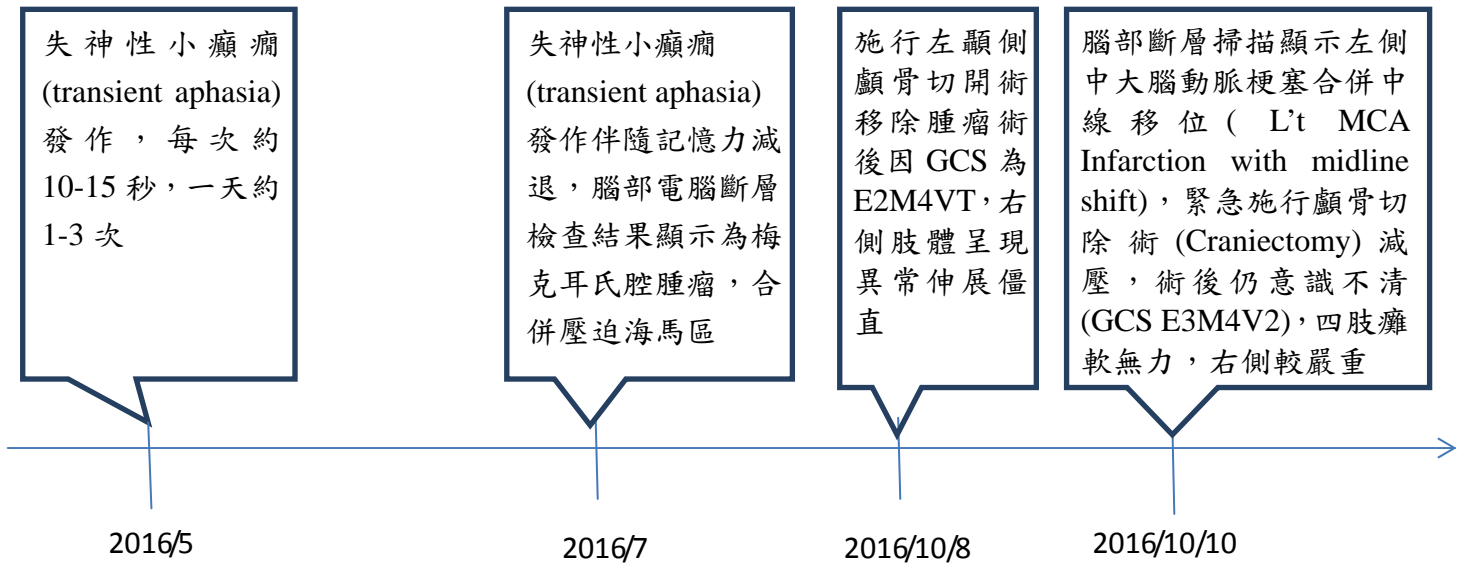 失神性小癲癇
(transient aphasia)
發作，每次約
10-15 秒，一天約
1-3 次
失神性小癲癇
(transient aphasia)
發作伴隨記憶力減
退，腦部電腦斷層
檢查結果顯示為梅
克耳氏腔腫瘤，合
併壓迫海馬區
施行左顳側
顱骨切開術
移除腫瘤術
後因 GCS 為
E2M4VT，右
側肢體呈現
異常伸展僵
直
腦部斷層掃描顯示左側
中大腦動脈梗塞合併中
線移位( L't MCA
Infarction with midline
shift)，緊急施行顱骨切
除術(Craniectomy)減
壓，術後仍意識不清
(GCS E3M4V2)，四肢癱
軟無力，右側較嚴重
2016/5
2016/7
2016/10/8
2016/10/10